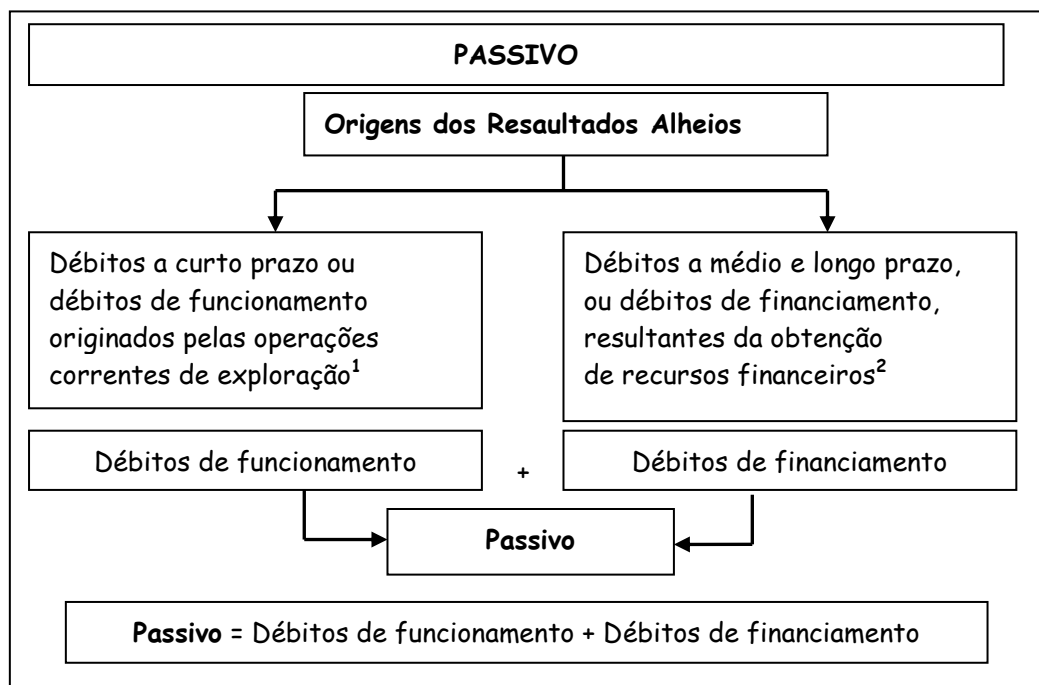 PASSIVO
Origens dos Resaultados Alheios
Débitos a curto prazo ou
débitos de funcionamento
originados pelas operações
correntes de exploração¹
Débitos a médio e longo prazo,
ou débitos de financiamento,
resultantes da obtenção
de recursos financeiros²
Débitos de funcionamento
+
Débitos de financiamento
Passivo
Passivo = Débitos de funcionamento + Débitos de financiamento